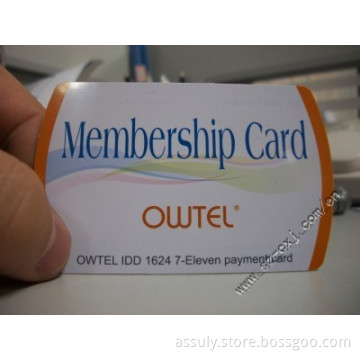 Membership Card
OWTEL®
OWTEL IDD 1624 7-Eleven paymentcard
assuly.store.bossgoo.com